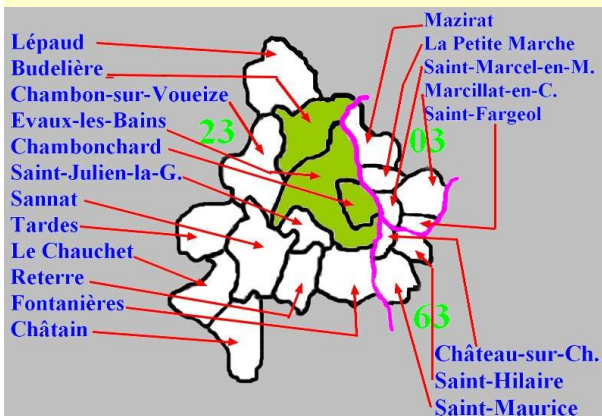 Lépaud
Budelière
Chambon-sur-Voueize
Evaux-les-Bains
Chambonchard
Saint-Julien-la-G.
Sannat
Tardes
Le Chauchet
Reterre
Fontanières
Châtain
23
Mazirat
La Petite Marche
Saint-Marcel-en-M.
Marcillat-en-C.
Saint-Fargeol
03
63
Château-sur-Ch.
Saint-Hilaire
Saint-Maurice